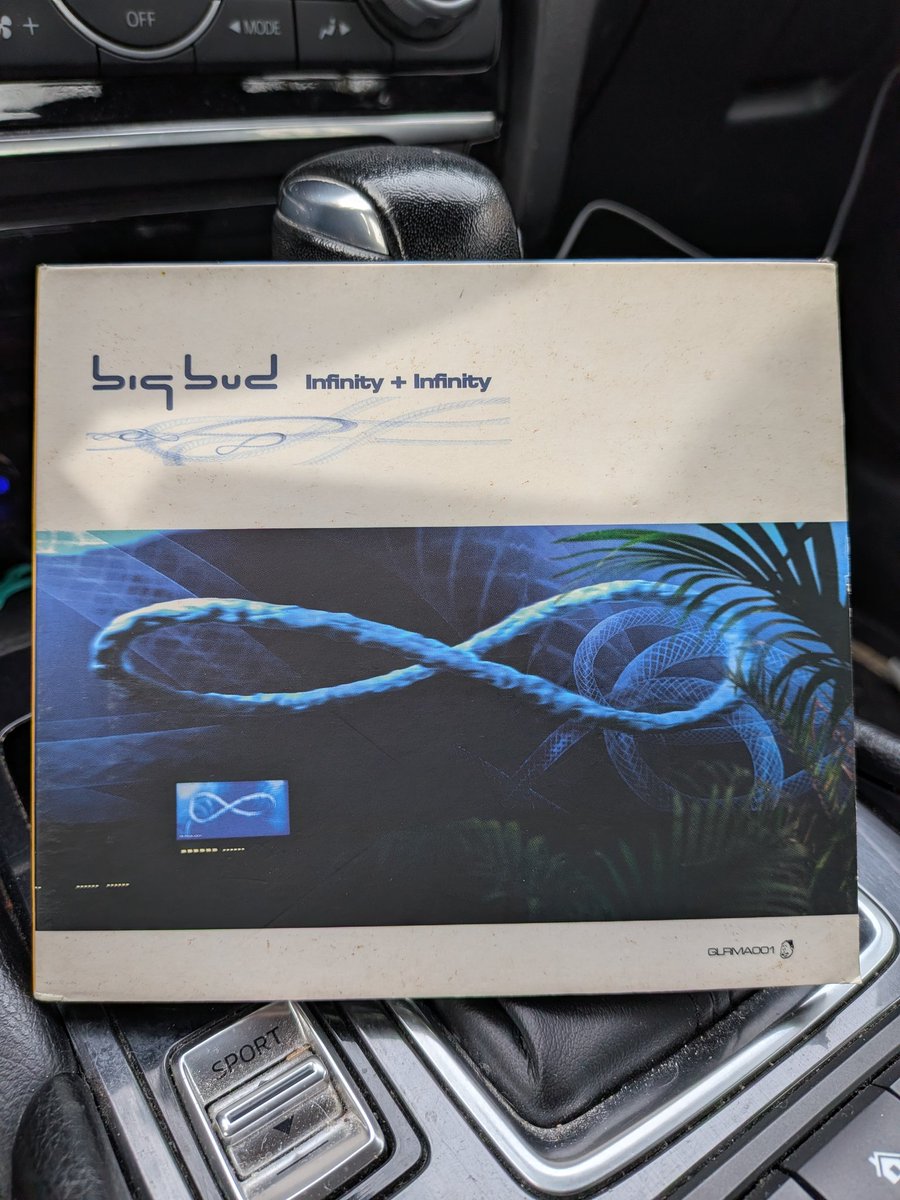 OFF
MODE
big bud Infinity + Infinity
GLRMA001
SPORT